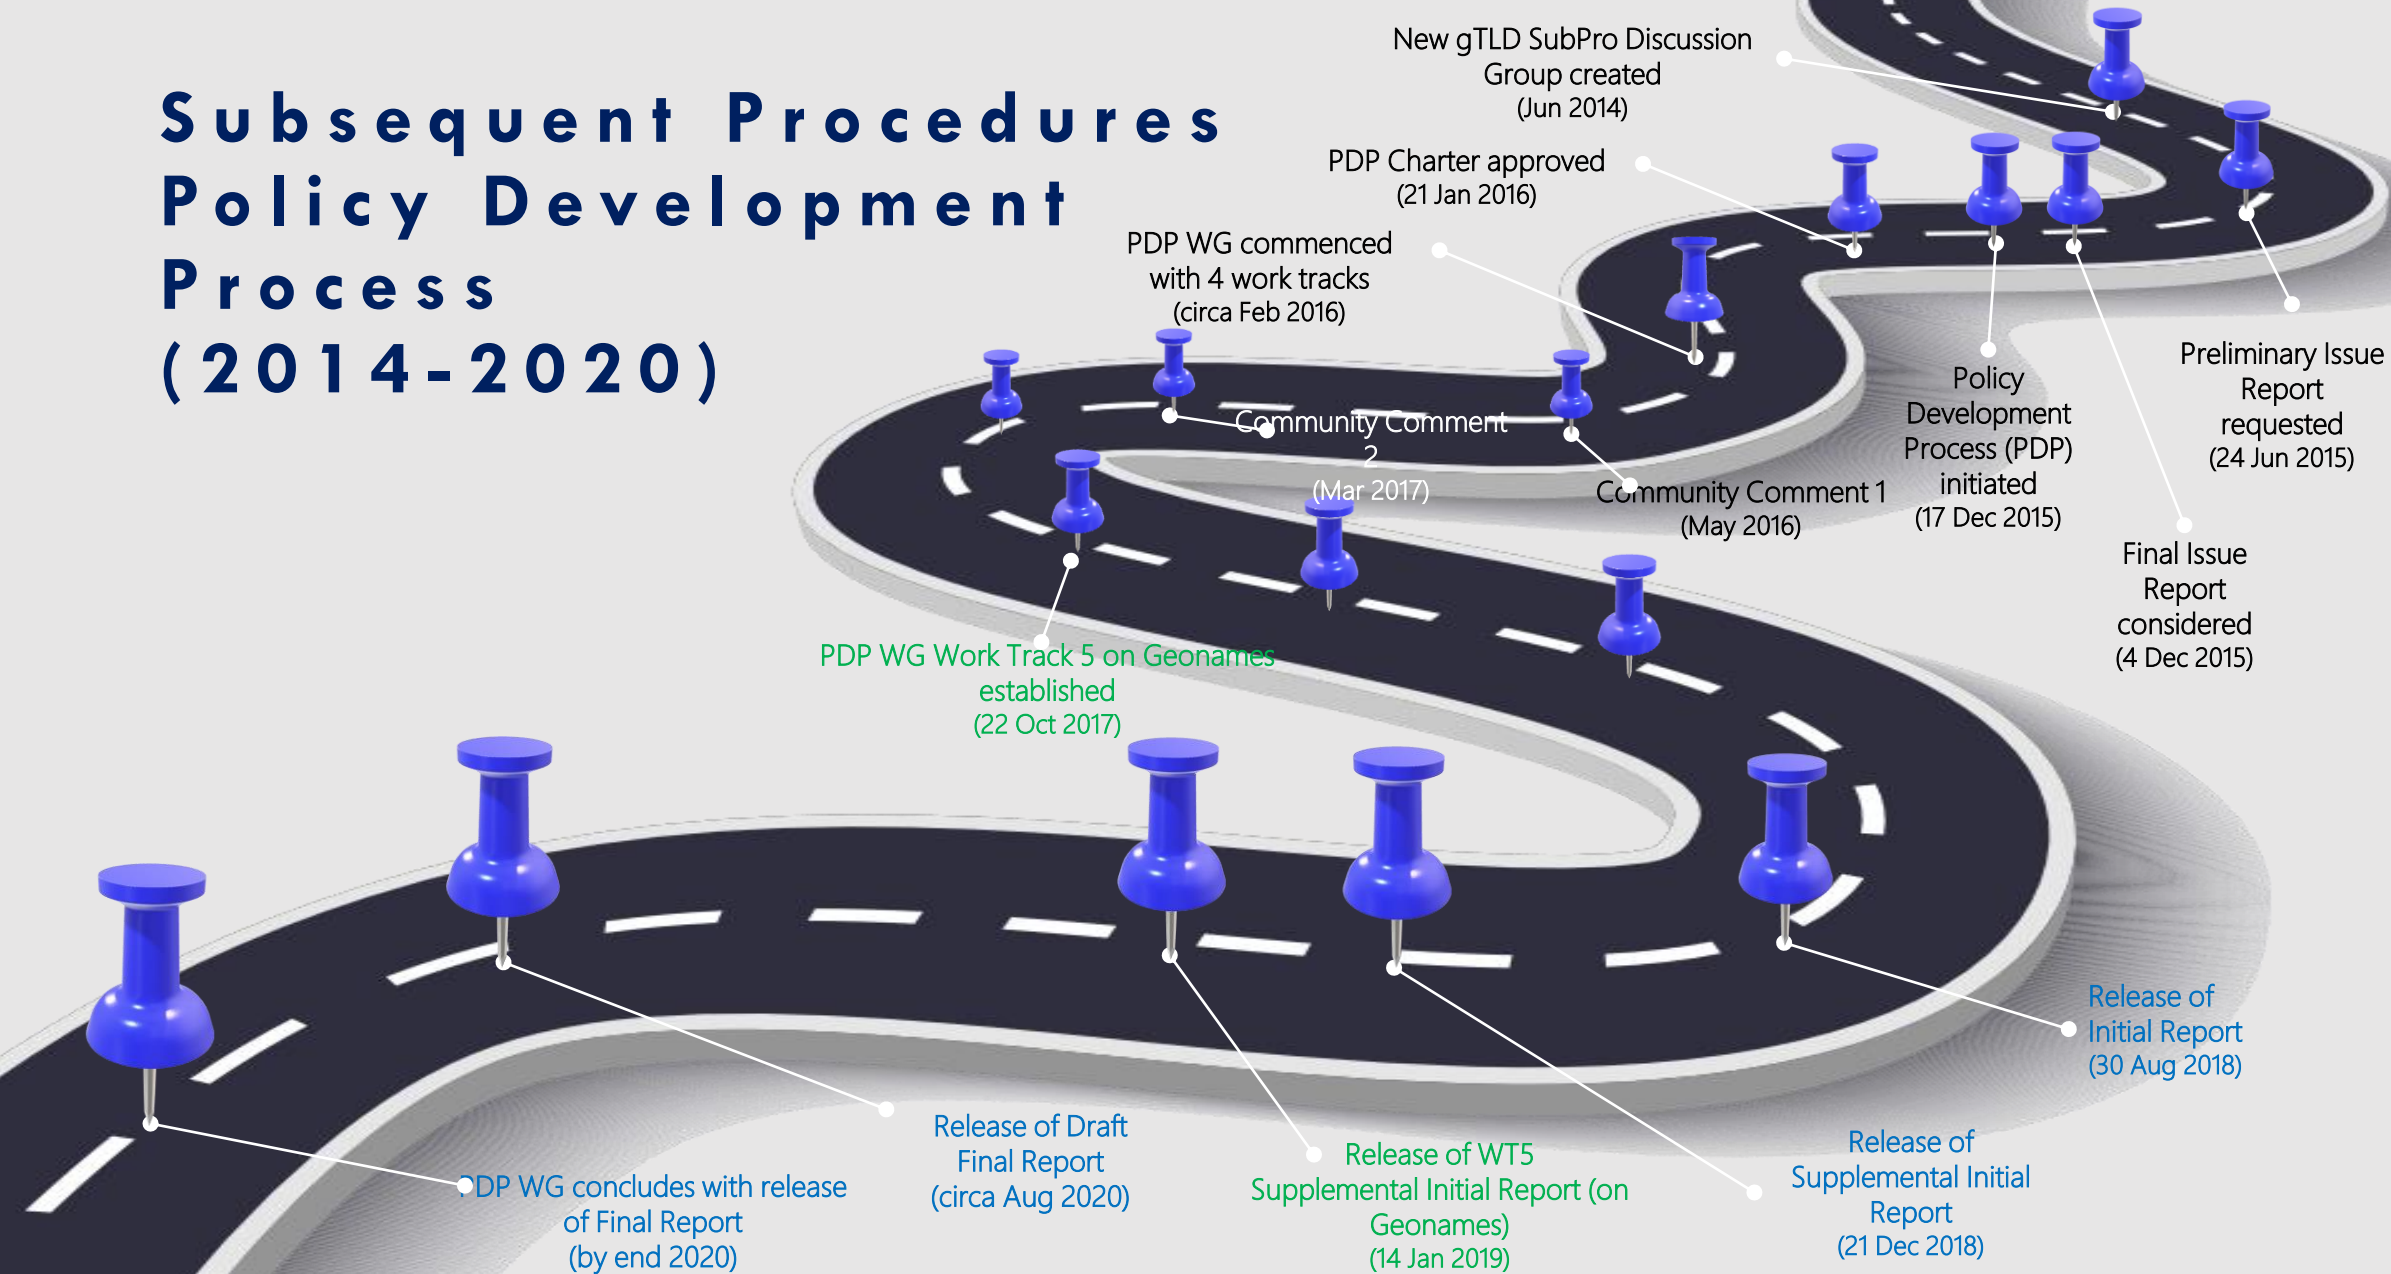 Subsequent Procedures
Policy Development
Process
(2014-2020)
New gTLD SubPro Discussion
Group created
(Jun 2014)
PDP Charter approved
(21 Jan 2016)
PDP WG commenced
with 4 work tracks
(circa Feb 2016)
Preliminary Issue
Report
requested
(24 Jun 2015)
Policy
Development
Process (PDP)
initiated
(17 Dec 2015)
Final Issue
Report
considered
(4 Dec 2015)
Community Comment
2
(Mar 2017)
Community Comment 1
(May 2016)
PDP WG Work Track 5 on Geonames
established
(22 Oct 2017)
Release of
Initial Report
(30 Aug 2018)
Release of Draft
Final Report
(circa Aug 2020)
Release of WT5
Supplemental Initial Report (on
Geonames)
(14 Jan 2019)
Release of
Supplemental Initial
Report
(21 Dec 2018)
PDP WG concludes with release
of Final Report
(by end 2020)